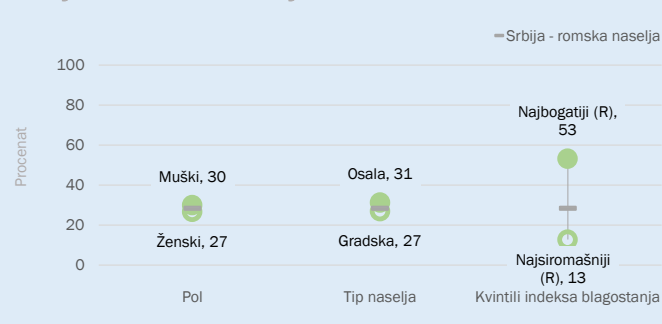 Srbija - romska naselja
Procenat
100
80
60
40
20
0
Muški, 30
Ženski, 27
Osala, 31
Gradska, 27
Najbogatiji (R),
53
Najsiromašniji
(R), 13
Pol
Tip naselja
Kvintili indeksa blagostanja